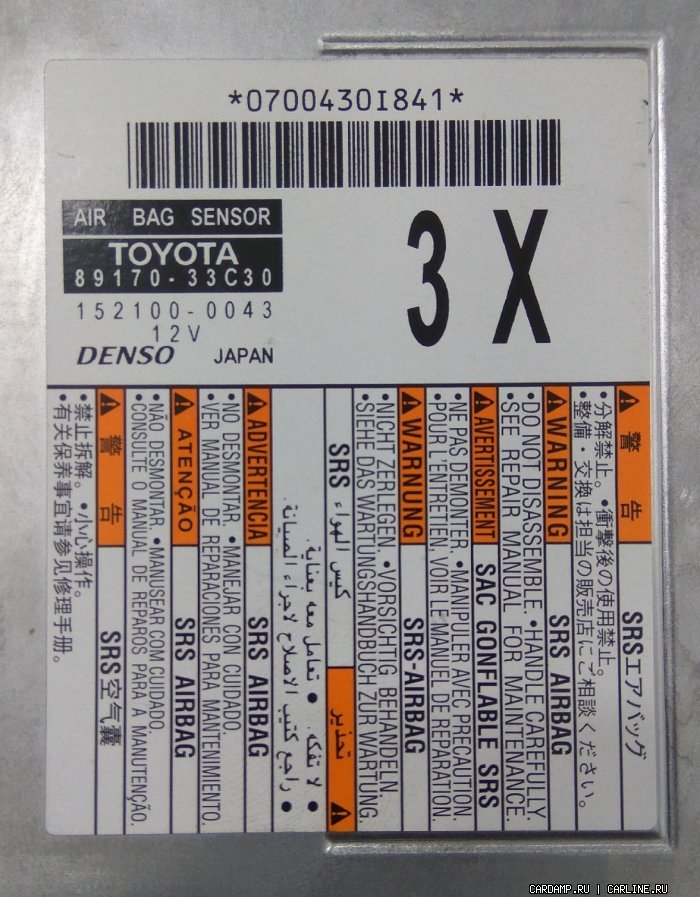 *0700430I841*
AIR BAG SENSOR
TOYOTA
89170-33C30
152100-0043
12V
DENSO JAPAN
3 X
警告 SRSエアバッグ
•分解禁止。•衝撃後の使用禁止。
•整備・交換は担当の販売店にご相談ください。
WARNING SRS AIRBAG
•DO NOT DISASSEMBLE. •HANDLE CAREFULLY.
•SEE REPAIR MANUAL FOR MAINTENANCE.
AVERTISSEMENT SAC GONFLABLE SRS
•NE PAS DEMONTER. •MANIPULER AVEC PRECAUTION.
•POUR L'ENTRETIEN VOIR LE MANUEL DE REPARATION.
WARNUNG SRS-AIRBAG
•NICHT ZERLEGEN. •VORSICHTIG BEHANDELN.
•SIEHE DAS WARTUNGSHANDBUCH ZUR WARTUNG.
تحذير كيس الهواء SRS
• لا تفكه. • تعامل معه بعناية.
• راجع كتيب الاصلاح لاجراء الصيانة.
ADVERTENCIA SRS AIRBAG
•NO DESMONTAR. •MANEJAR CON CUIDADO.
•VER MANUAL DE REPARACIONES PARA MANTENIMIENTO.
ATENÇÃO SRS AIRBAG
•NÃO DESMONTAR. •MANUSEAR COM CUIDADO.
•CONSULTE O MANUAL DE REPAROS PARA A MANUTENÇÃO.
警告 SRS空气囊
•禁止拆解。•小心操作。
•有关保养事宜请参见修理手册。
CARDAMP.RU | CARLINE.RU